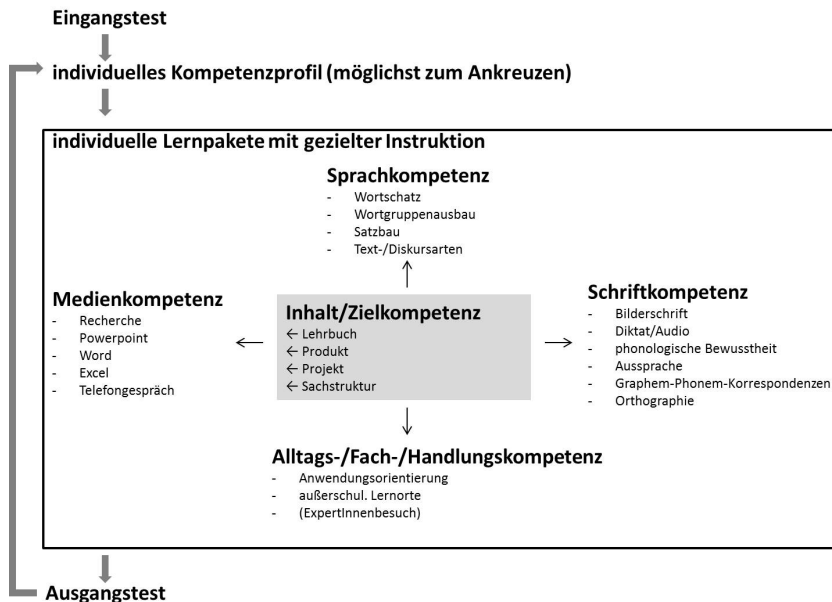 Eingangstest
individuelles Kompetenzprofil (möglichst zum Ankreuzen)
individuelle Lernpakete mit gezielter Instruktion
Sprachkompetenz
- Wortschatz
- Wortgruppenausbau
- Satzbau
- Text-/Diskursarten
Medienkompetenz
- Recherche
- Powerpoint
- Word
- Excel
- Telefongespräch
Inhalt/Zielkompetenz
← Lehrbuch
← Produkt
← Projekt
← Sachstruktur
Schriftkompetenz
- Bilderschrift
- Diktat/Audio
- phonologische Bewusstheit
- Aussprache
- Graphem-Phonem-Korrespondenzen
- Orthographie
Alltags-/Fach-/Handlungskompetenz
- Anwendungsorientierung
- außerschul. Lernorte
- (ExpertInnenbesuch)
Ausgangstest